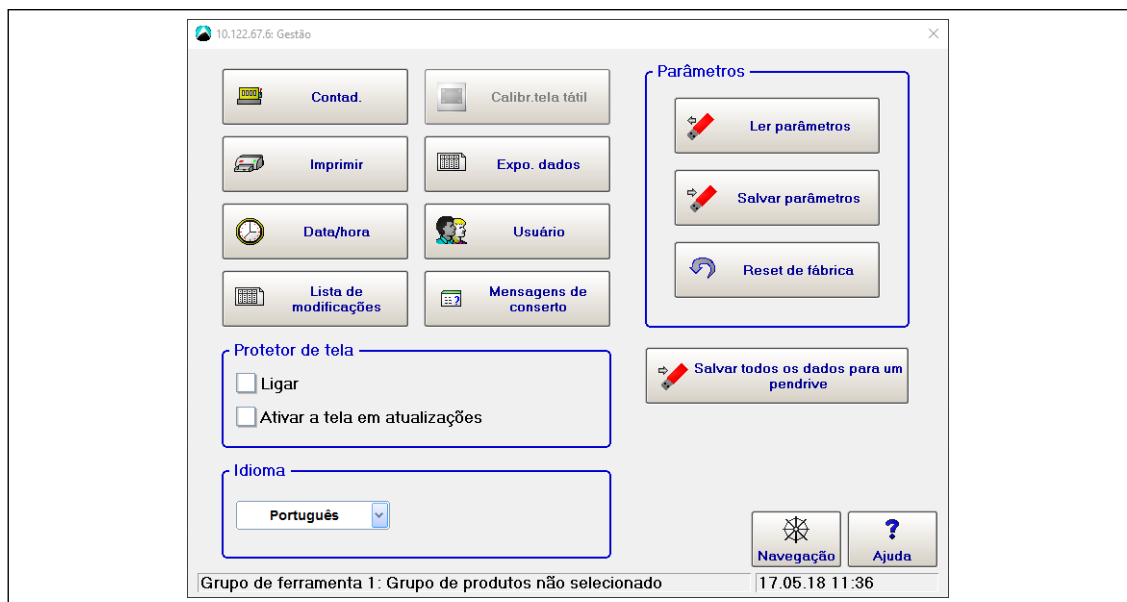 10.122.67.6: Gestão
Contad.
Calibr.tela tátil
Imprimir
Expo. dados
Data/hora
Usuário
Lista de
modificações
Mensagens de
conserto
Parâmetros
Ler parâmetros
Salvar parâmetros
Reset de fábrica
Protetor de tela
Ligar
Ativar a tela em atualizações
Salvar todos os dados para um
pendrive
Idioma
Português
Navegação
Ajuda
Grupo de ferramenta 1: Grupo de produtos não selecionado
17.05.18 11:36